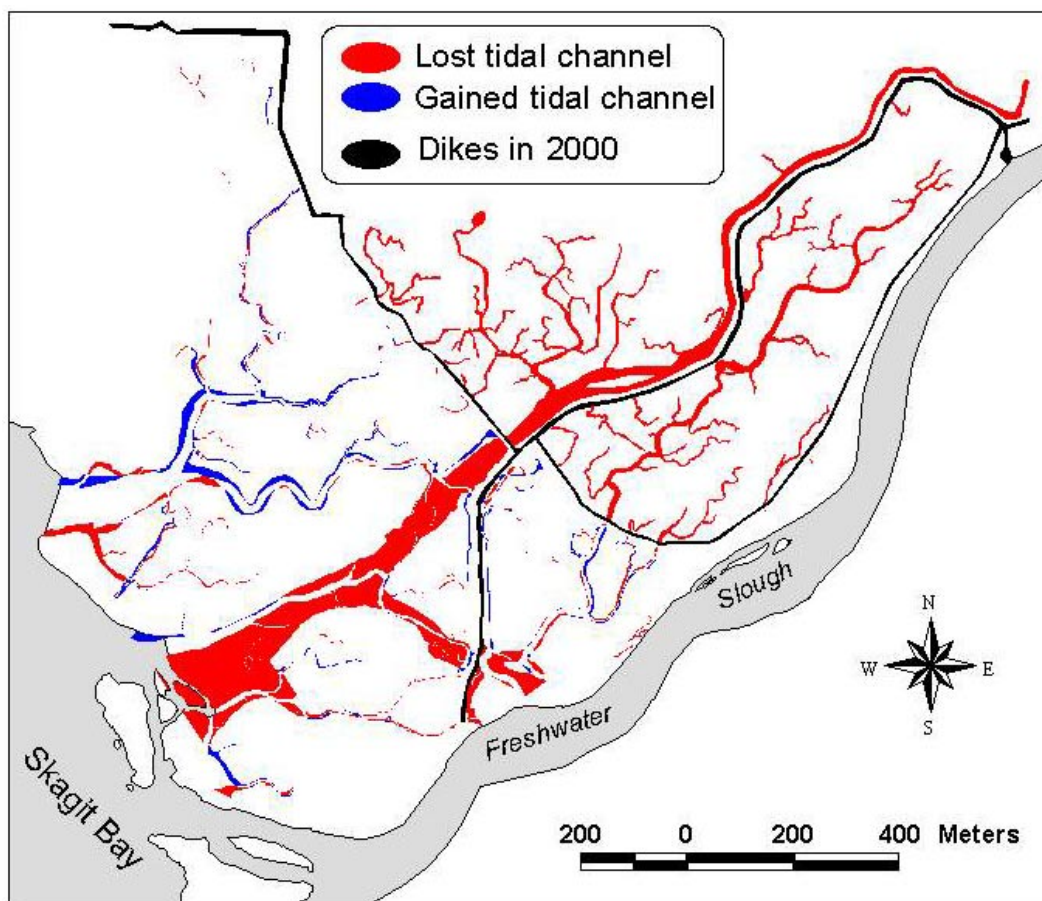 Lost tidal channel
Gained tidal channel
Dikes in 2000
Slough
N
W E
S
Freshwater
Skagit Bay
200 0 200 400 Meters